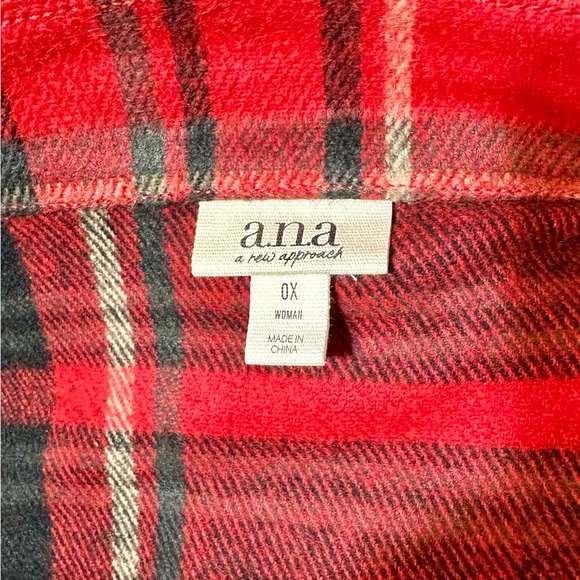 a.n.a
a new approach
0X
WOMAN
MADE IN
CHINA